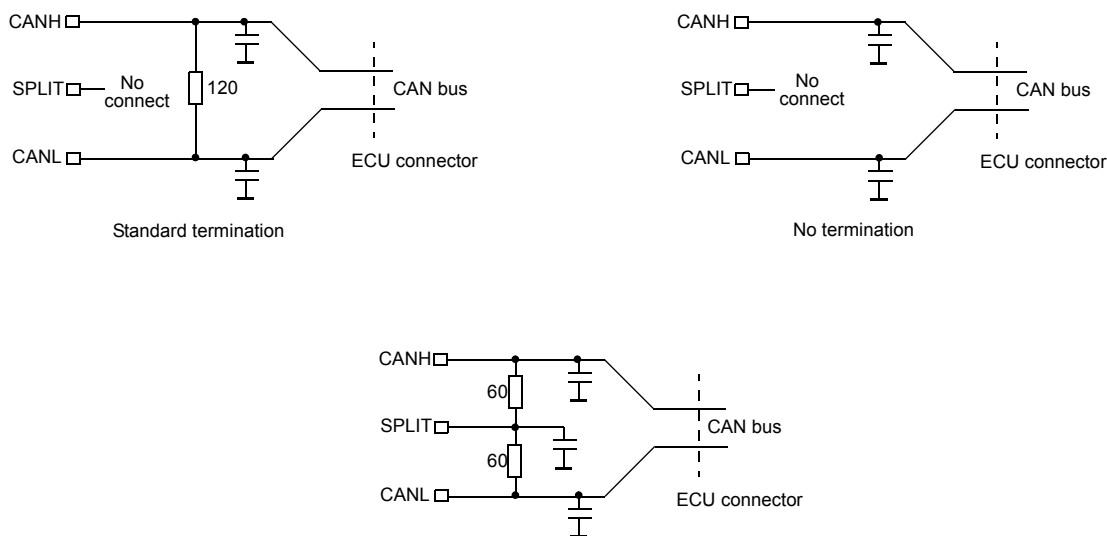 CANH
SPLIT
No
connect
120
CANL
CAN bus
ECU connector
Standard termination
CANH
SPLIT
No
connect
CANL
CAN bus
ECU connector
No termination
CANH
60
SPLIT
60
CANL
CAN bus
ECU connector